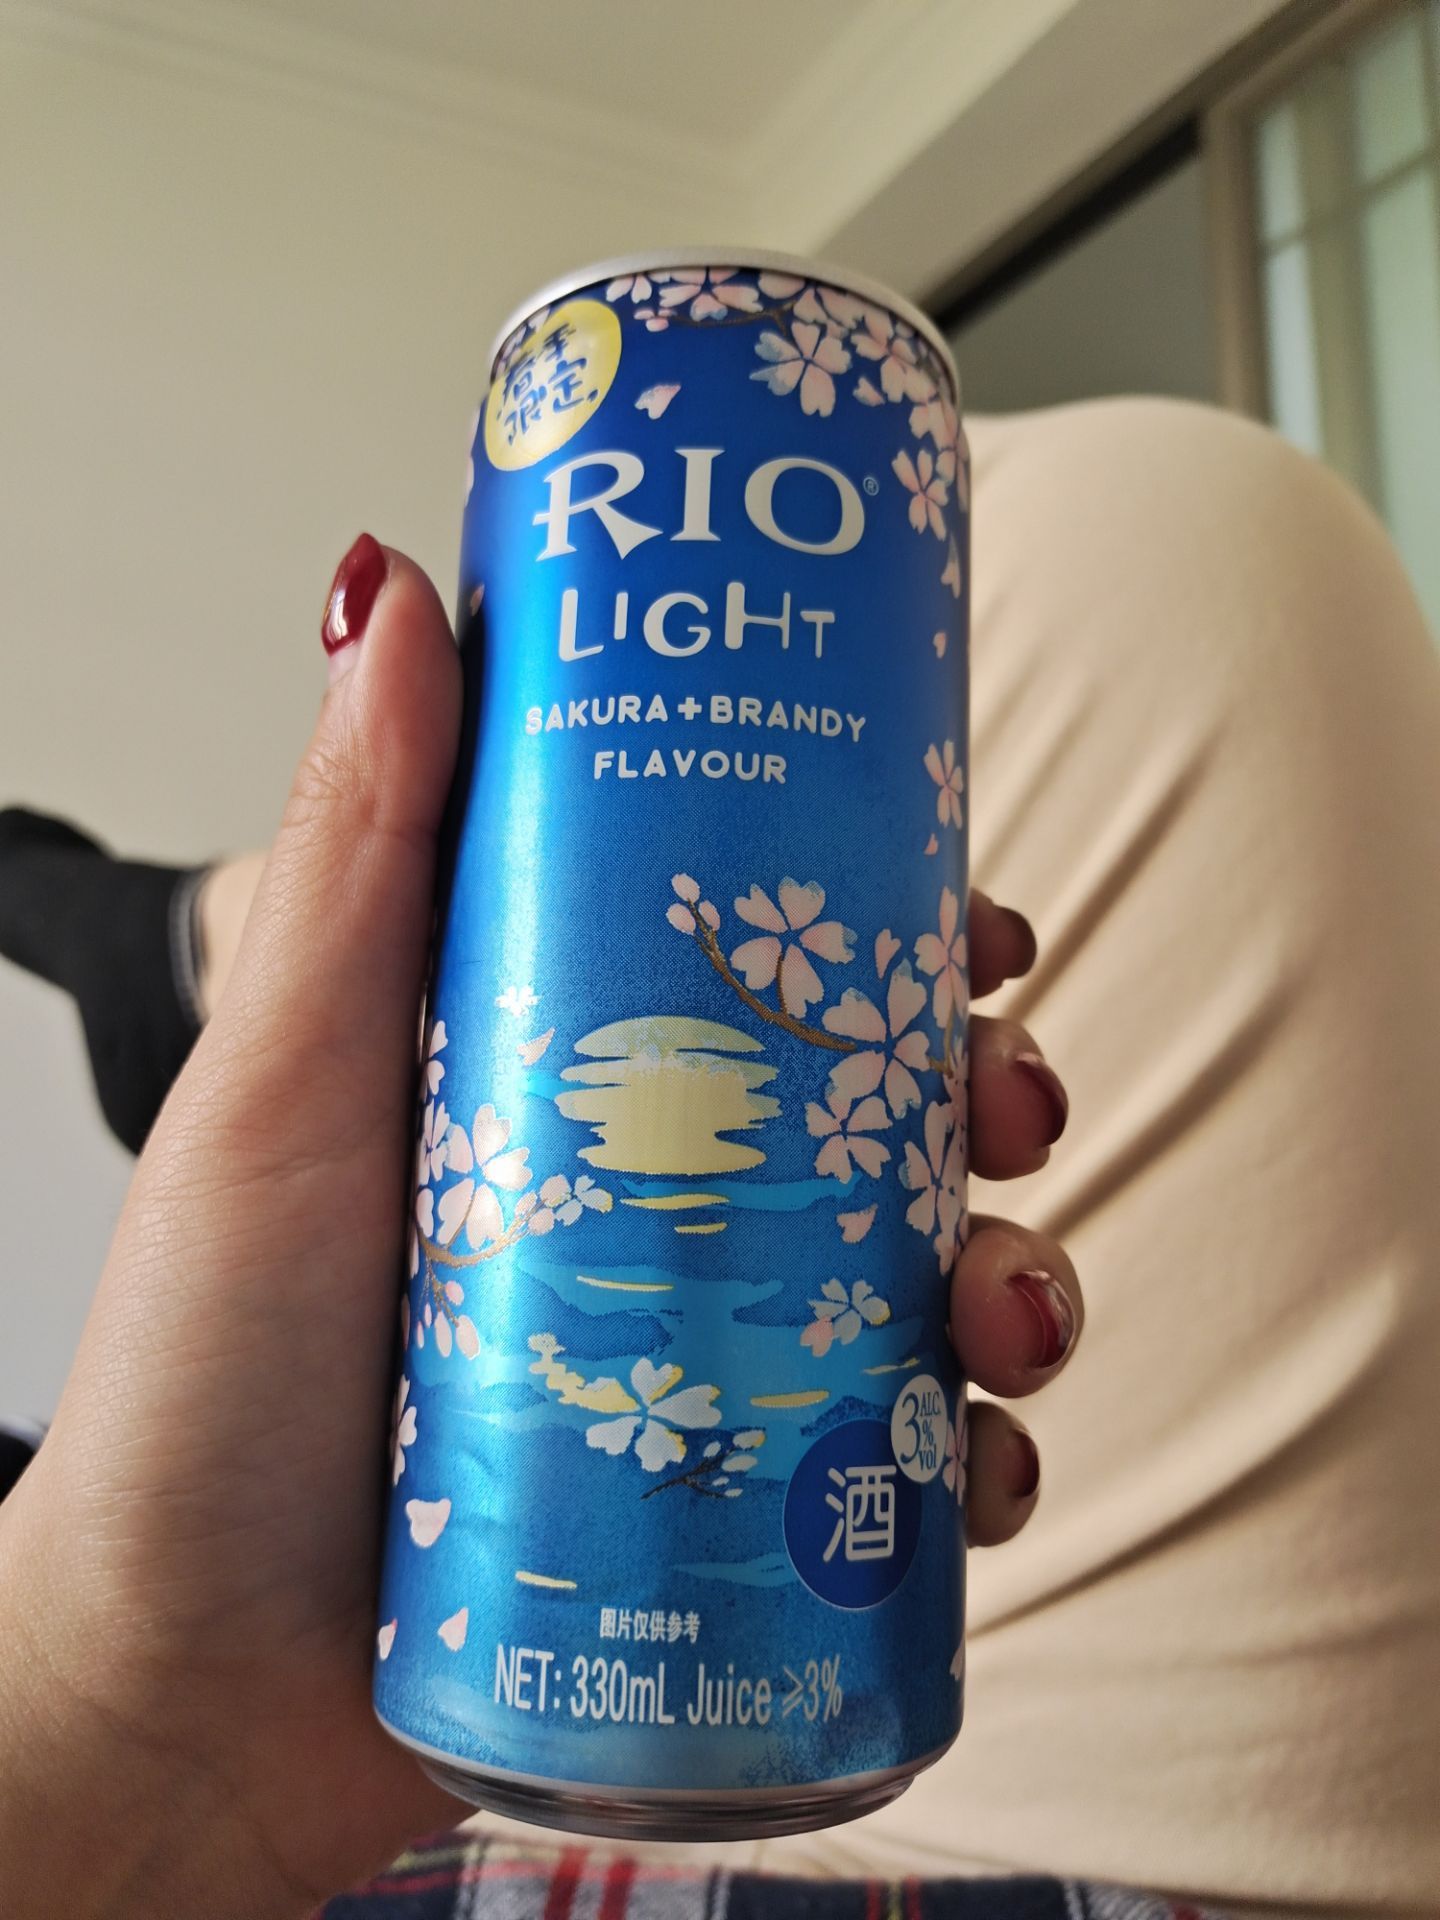 春季
限定
RIO®
LIGHT
SAKURA+BRANDY
FLAVOUR
3% ALC.
vol
酒
图片仅供参考
NET: 330mL Juice ≥3%